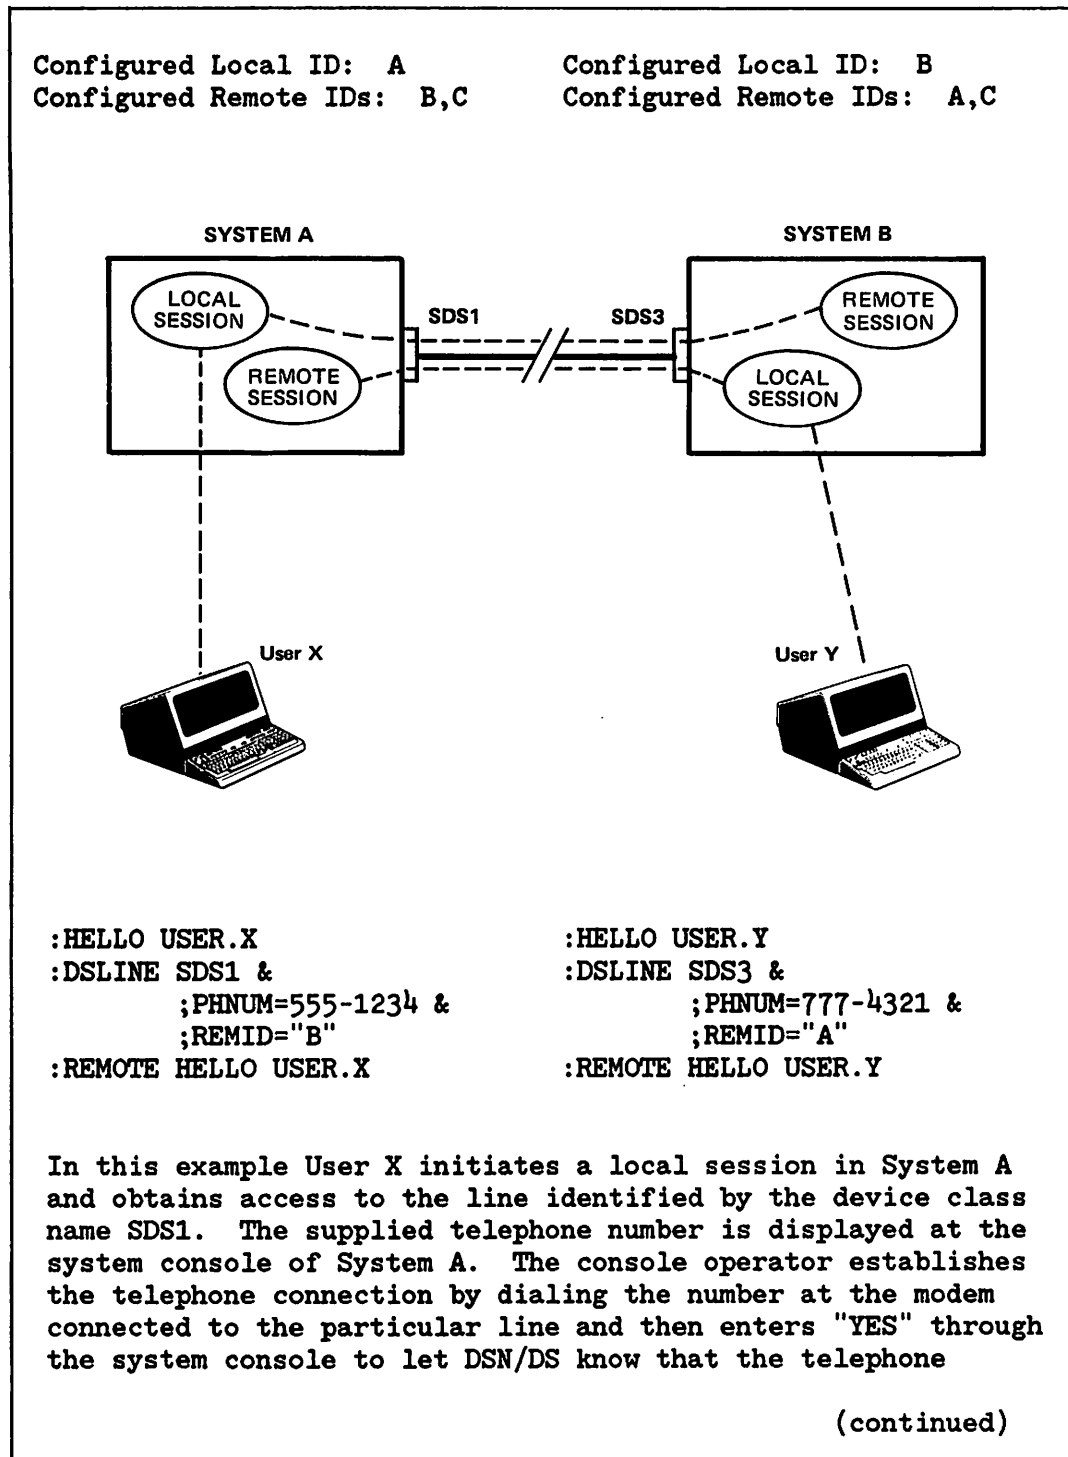 Configured Local ID:  A
Configured Remote IDs:  B,C
Configured Local ID:  B
Configured Remote IDs:  A,C
SYSTEM A
SYSTEM B
LOCAL
SESSION
REMOTE
SESSION
SDS1
SDS3
REMOTE
SESSION
LOCAL
SESSION
User X
User Y
:HELLO USER.X
:DSLINE SDS1 &
;PHNUM=555-1234 &
;REMID="B"
:REMOTE HELLO USER.X
:HELLO USER.Y
:DSLINE SDS3 &
;PHNUM=777-4321 &
;REMID="A"
:REMOTE HELLO USER.Y
In this example User X initiates a local session in System A
and obtains access to the line identified by the device class
name SDS1.  The supplied telephone number is displayed at the
system console of System A.  The console operator establishes
the telephone connection by dialing the number at the modem
connected to the particular line and then enters "YES" through
the system console to let DSN/DS know that the telephone
(continued)